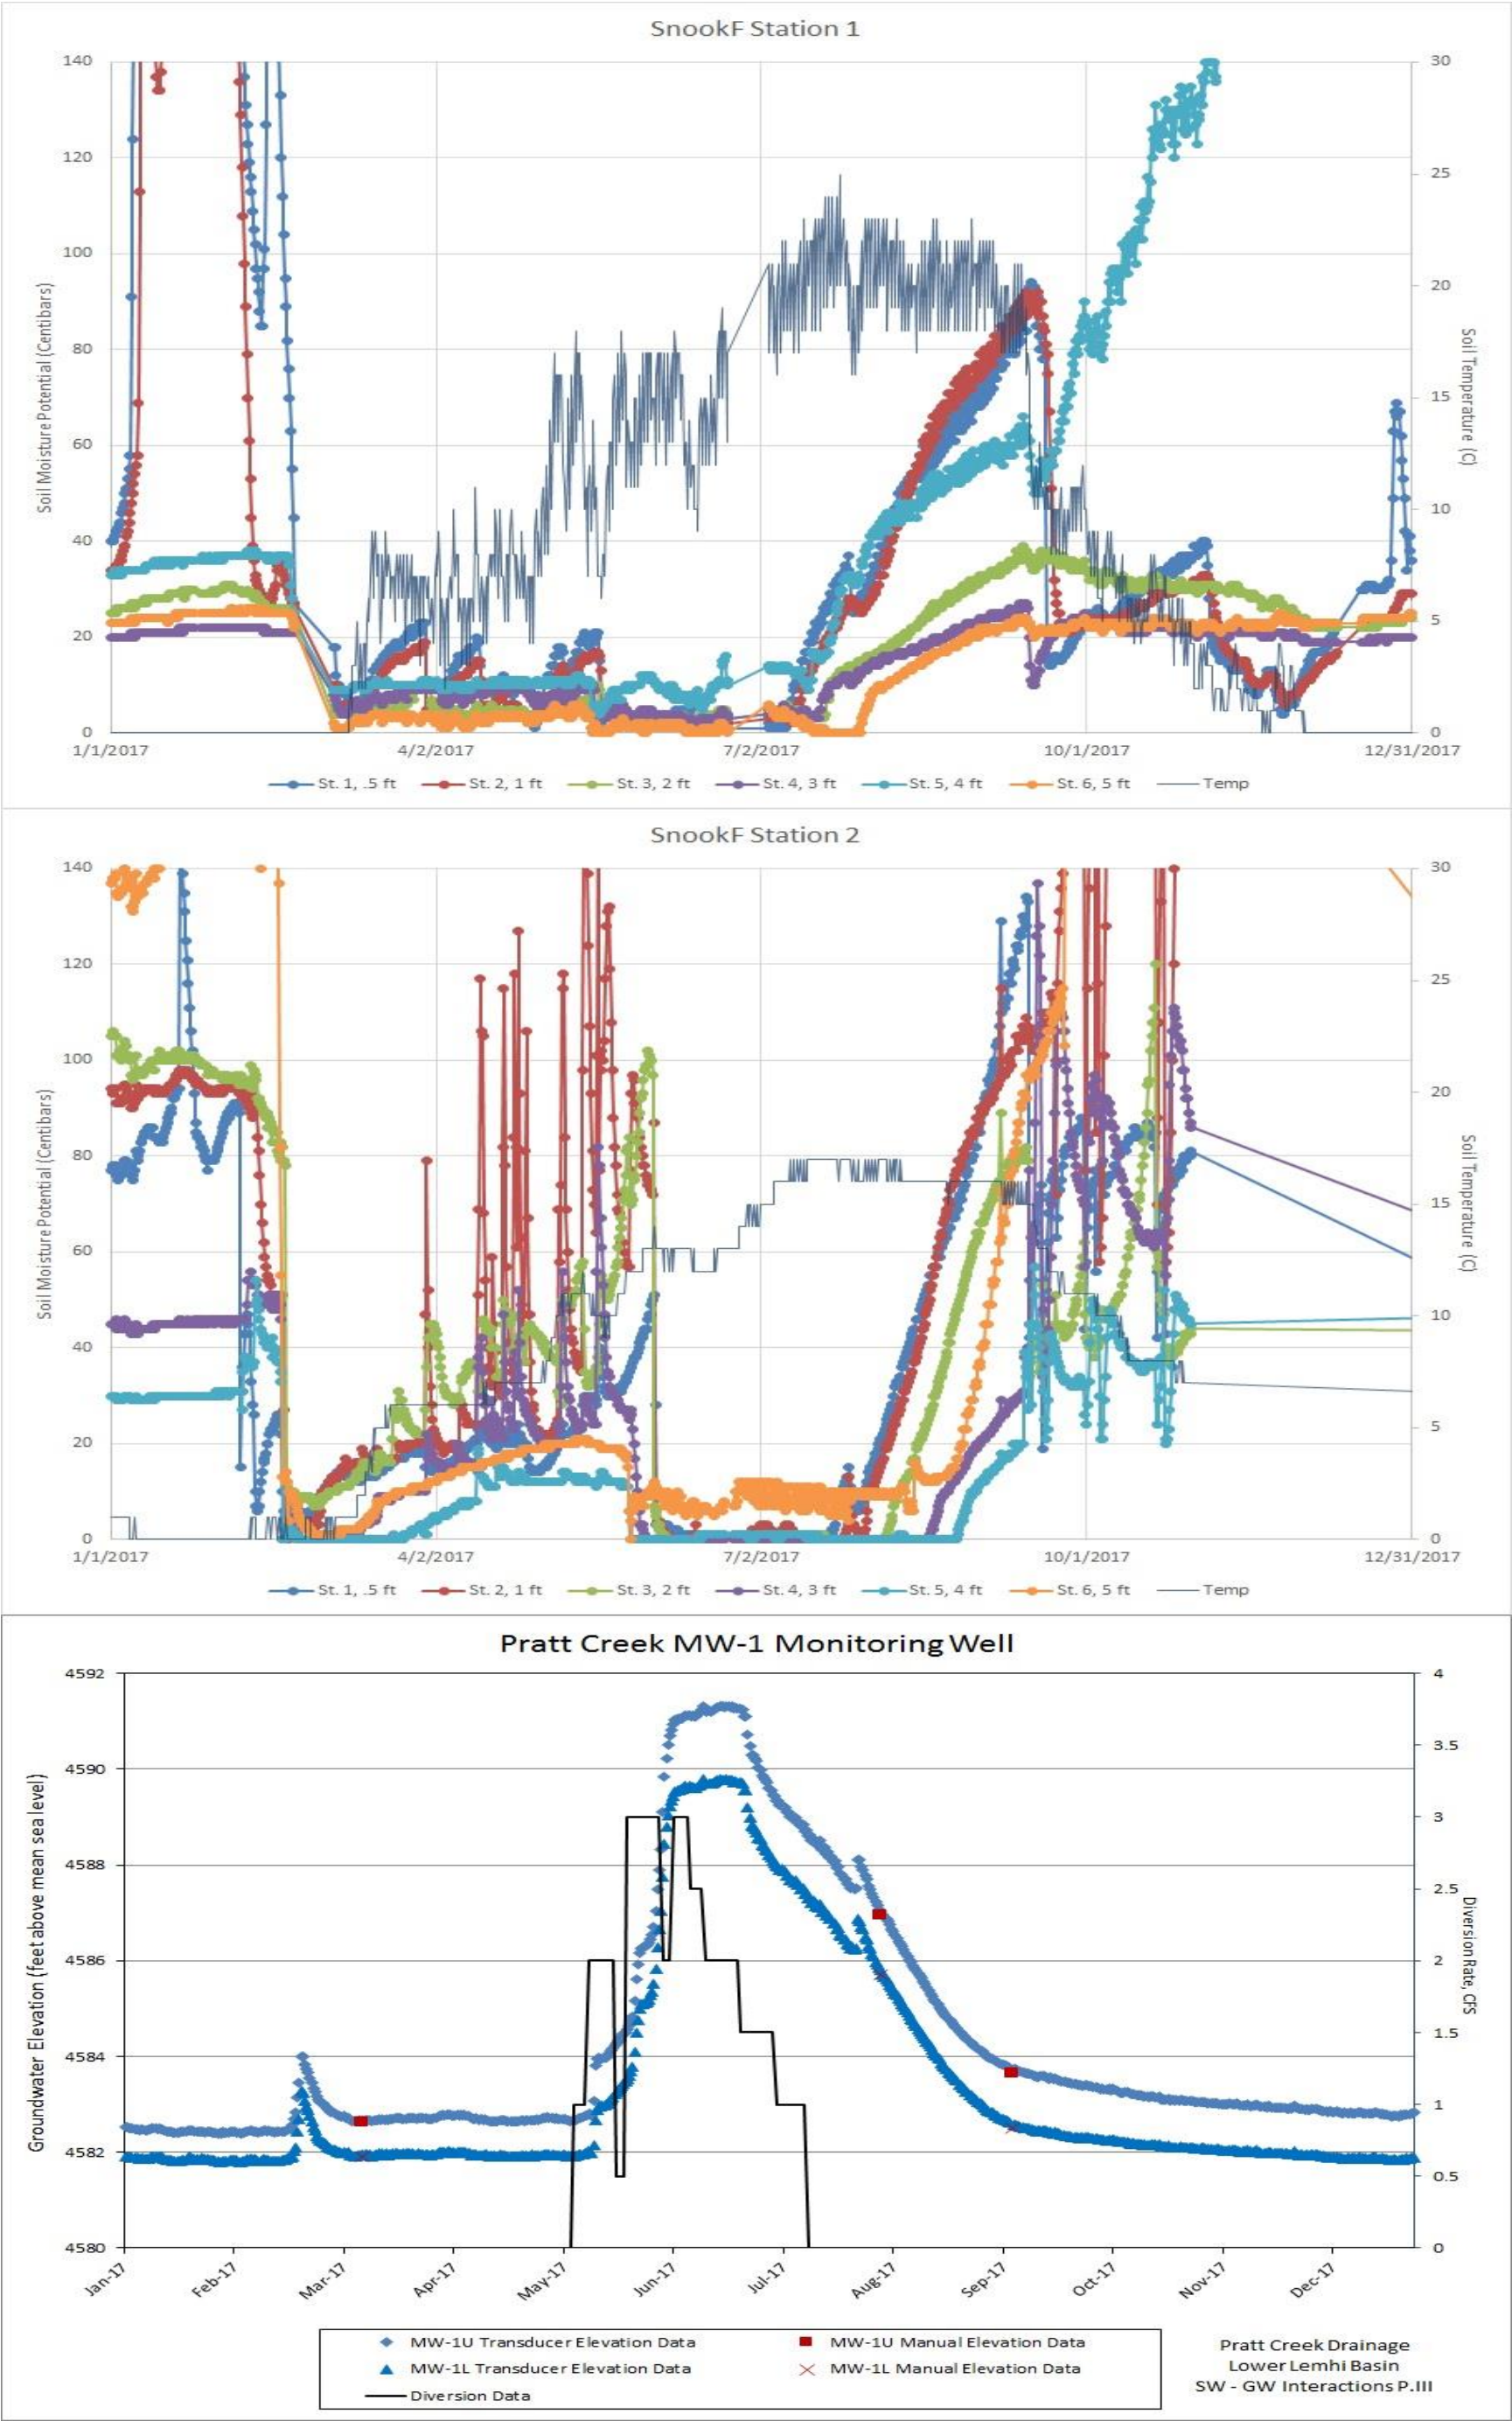 SnookF Station 1
140
120
100
80
60
40
20
0
Soil Moisture Potential (Centibars)
30
25
20
15
10
5
0
Soil Temperature (C)
1/1/2017 4/2/2017 7/2/2017 10/1/2017 12/31/2017
St. 1, .5 ft St. 2, 1 ft St. 3, 2 ft St. 4, 3 ft St. 5, 4 ft St. 6, 5 ft Temp
SnookF Station 2
140
120
100
80
60
40
20
0
Soil Moisture Potential (Centibars)
30
25
20
15
10
5
0
Soil Temperature (C)
1/1/2017 4/2/2017 7/2/2017 10/1/2017 12/31/2017
St. 1, .5 ft St. 2, 1 ft St. 3, 2 ft St. 4, 3 ft St. 5, 4 ft St. 6, 5 ft Temp
Pratt Creek MW-1 Monitoring Well
4592
4590
4588
4586
4584
4582
4580
Groundwater Elevation (feet above mean sea level)
4
3.5
3
2.5
2
1.5
1
0.5
0
Diversion Rate, CFS
Jan-17 Feb-17 Mar-17 Apr-17 May-17 Jun-17 Jul-17 Aug-17 Sep-17 Oct-17 Nov-17 Dec-17
MW-1U Transducer Elevation Data MW-1U Manual Elevation Data
MW-1L Transducer Elevation Data MW-1L Manual Elevation Data
Diversion Data
Pratt Creek Drainage
Lower Lemhi Basin
SW - GW Interactions P.III